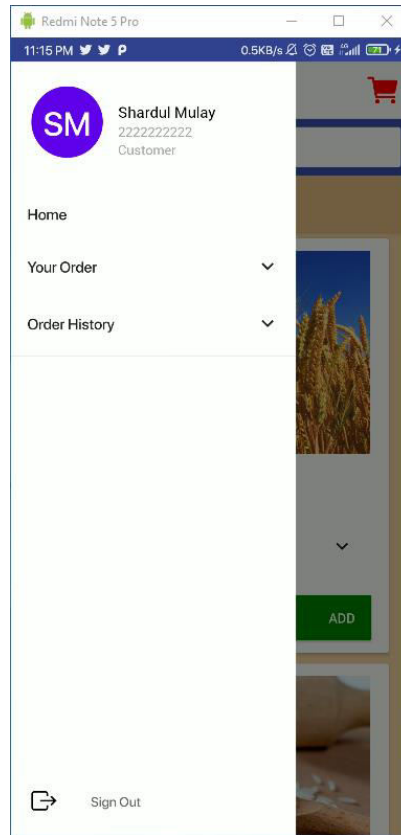 Redmi Note 5 Pro
11:15 PM
0.5KB/s
SM
Shardul Mulay
2222222222
Customer
Home
Your Order
Order History
ADD
Sign Out